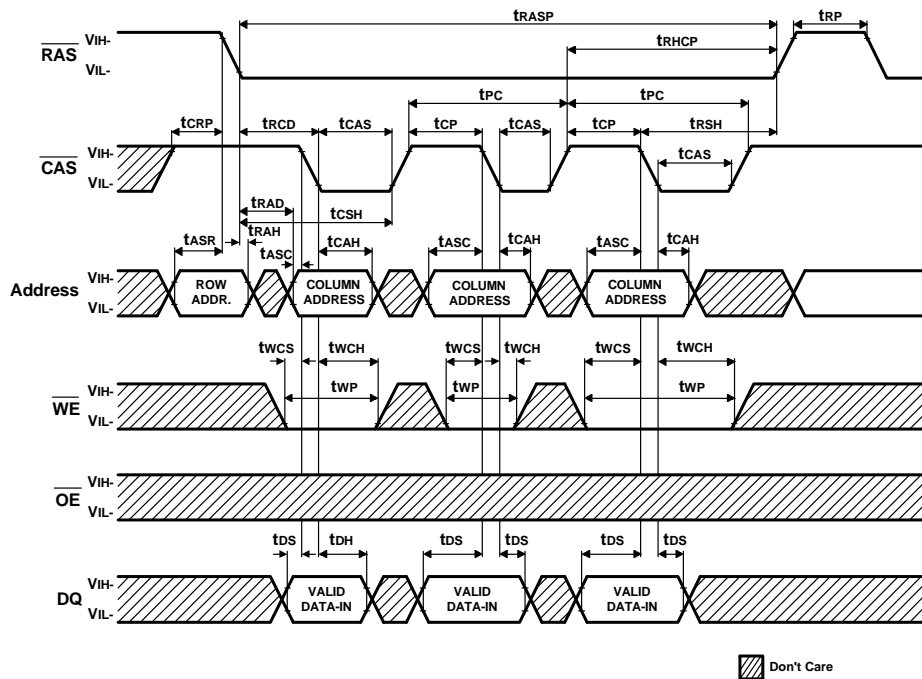 tRASP
tRP
tRHCP
RAS
VIH-
VIL-
tPC
tPC
tCRP
tRCD
tCAS
tCP
tCAS
tCP
tRSH
CAS
VIH-
VIL-
tCAS
tRAD
tCSH
tRAH
tASR
tASC
tCAH
tASC
tCAH
tASC
tCAH
Address
VIH-
VIL-
ROW
ADDR.
COLUMN
ADDRESS
COLUMN
ADDRESS
COLUMN
ADDRESS
tWCS
tWCH
tWCS
tWCH
tWCS
tWCH
tWP
tWP
tWP
WE
VIH-
VIL-
OE
VIH-
VIL-
tDS
tDH
tDS
tDS
tDS
tDS
DQ
VIH-
VIL-
VALID
DATA-IN
VALID
DATA-IN
VALID
DATA-IN
Don't Care